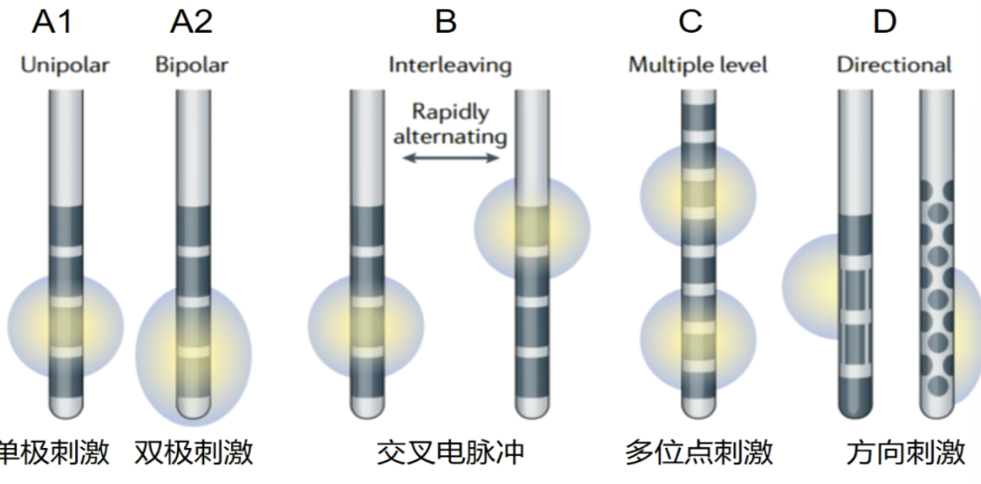 A1
A2
B
C
D
Unipolar
Bipolar
Interleaving
Multiple level
Directional
Rapidly
alternating
单极刺激
双极刺激
交叉电脉冲
多位点刺激
方向刺激